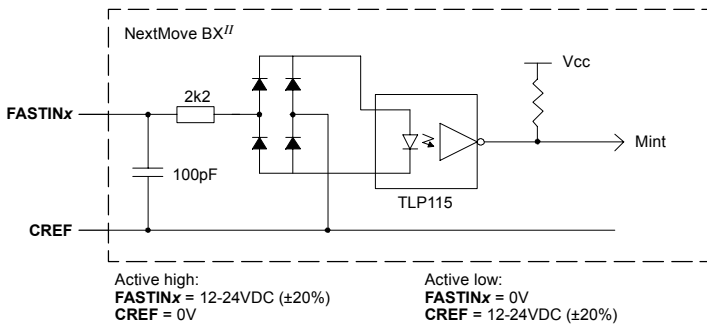 NextMove BX^II
Vcc
2k2
FASTINx
Mint
100pF
TLP115
CREF
Active high:
FASTINx = 12-24VDC (±20%)
CREF = 0V
Active low:
FASTINx = 0V
CREF = 12-24VDC (±20%)